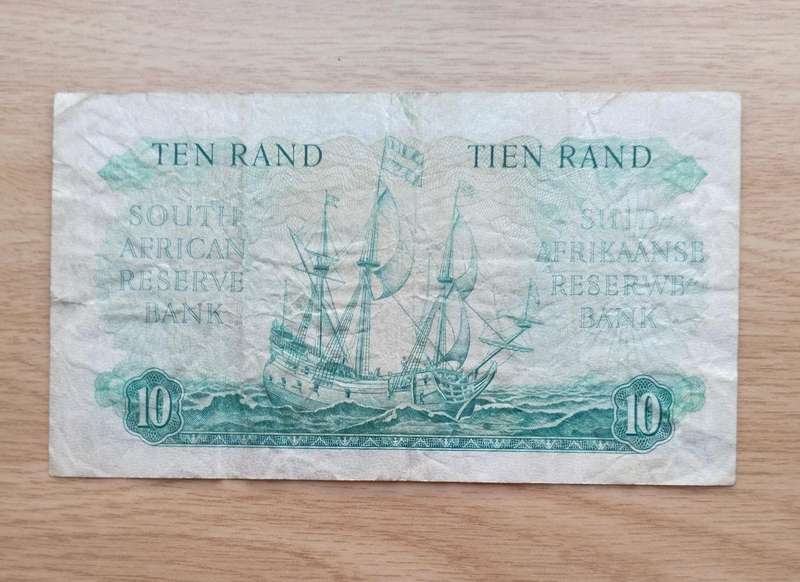 TEN RAND
TIEN RAND
SOUTH
AFRICAN
RESERVE
BANK
SUID-
AFRIKAANSE
RESERWE-
BANK
10
10